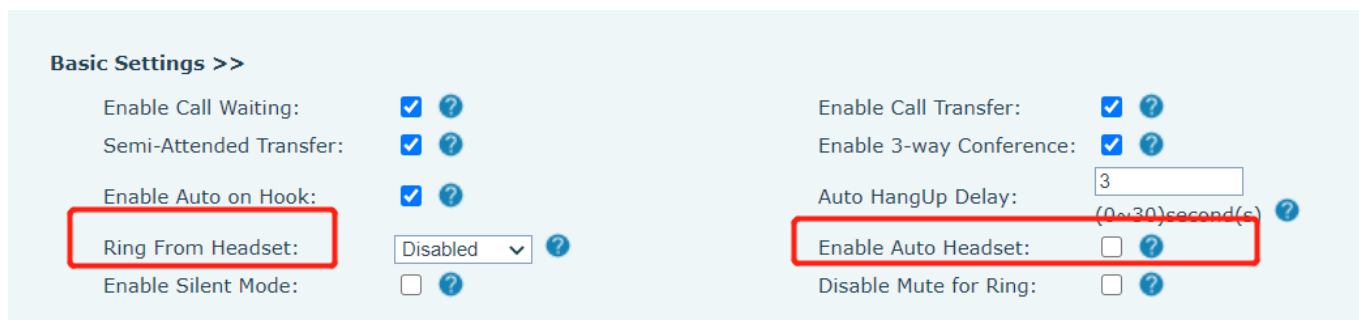 Basic Settings >>
Enable Call Waiting: ? Enable Call Transfer: ?
Semi-Attended Transfer: ? Enable 3-way Conference: ?
Enable Auto on Hook: ? Auto HangUp Delay: 3
(0~30)second(s) ?
Ring From Headset: Disabled ? Enable Auto Headset: ?
Enable Silent Mode: ? Disable Mute for Ring: ?